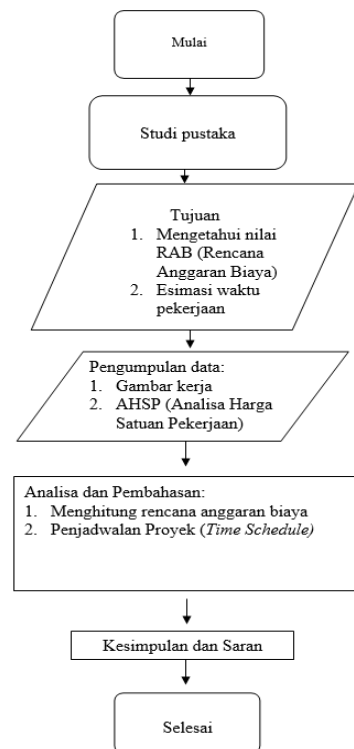 Mulai
Studi pustaka
Tujuan
1. Mengetahui nilai
RAB (Rencana
Anggaran Biaya)
2. Esimasi waktu
pekerjaan
Pengumpulan data:
1. Gambar kerja
2. AHSP (Analisa Harga
Satuan Pekerjaan)
Analisa dan Pembahasan:
1. Menghitung rencana anggaran biaya
2. Penjadwalan Proyek (Time Schedule)
Kesimpulan dan Saran
Selesai